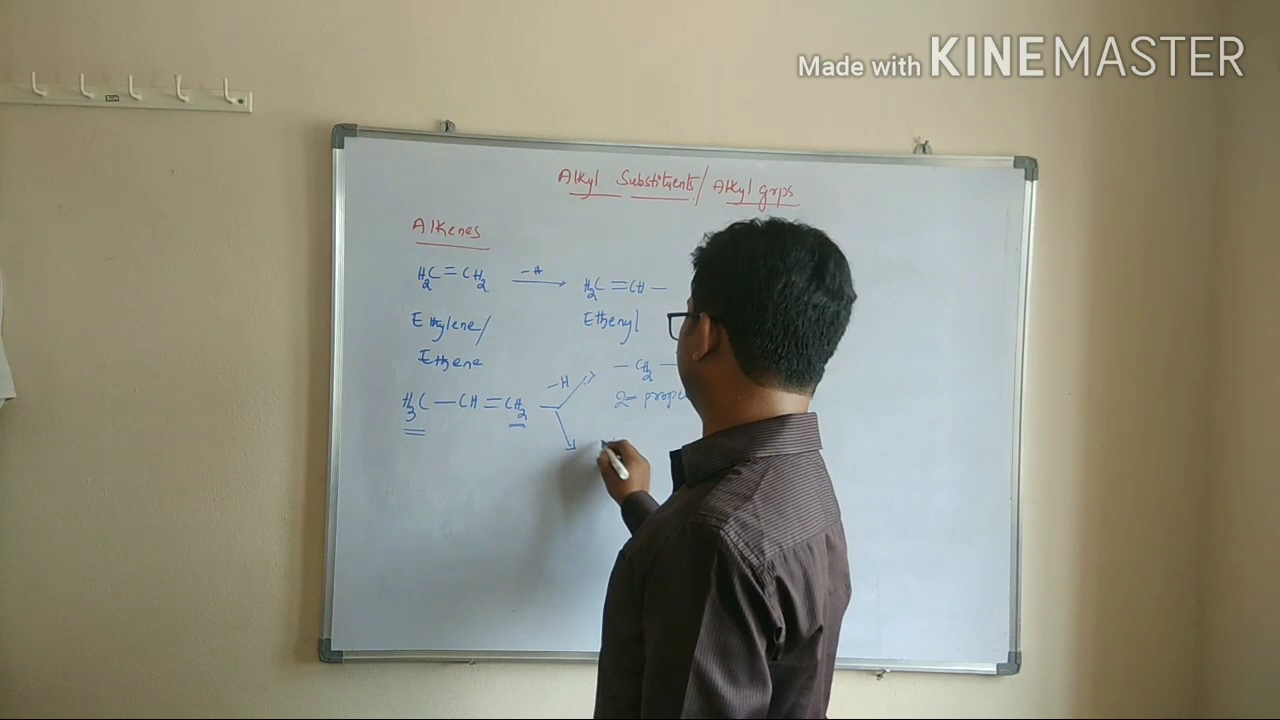 Made with KINEMASTER
Alkyl Substituents/ Alkyl grps
Alkenes
H₂C=CH₂ -H→ H₂C=CH-
Ethylene/ Ethenyl
Ethene
-H -CH₂-
H₃C-CH=CH₂ 2-